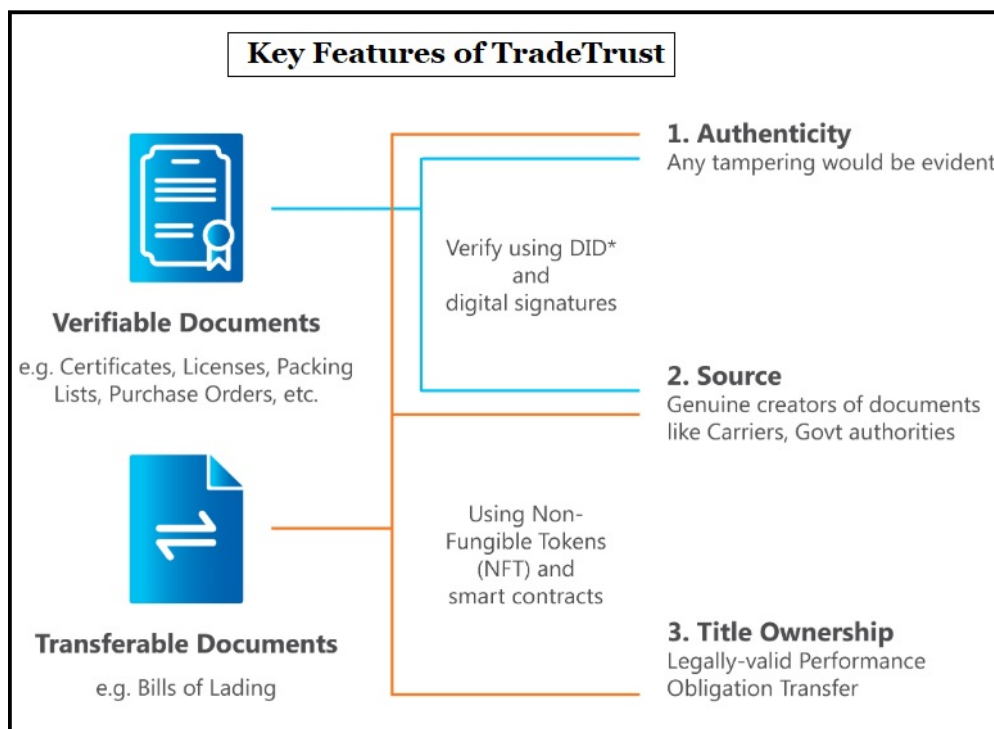 Key Features of TradeTrust
Verifiable Documents
e.g. Certificates, Licenses, Packing
Lists, Purchase Orders, etc.
Transferable Documents
e.g. Bills of Lading
Verify using DID*
and
digital signatures
Using Non-
Fungible Tokens
(NFT) and
smart contracts
1. Authenticity
Any tampering would be evident
2. Source
Genuine creators of documents
like Carriers, Govt authorities
3. Title Ownership
Legally-valid Performance
Obligation Transfer